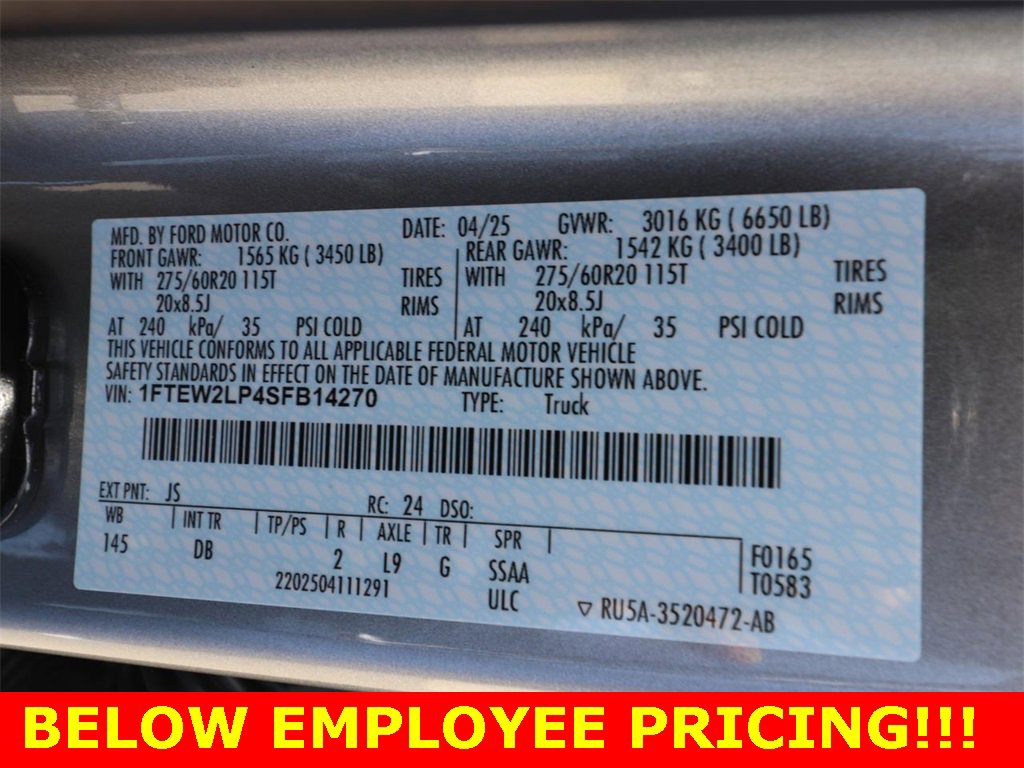 MFD. BY FORD MOTOR CO. DATE: 04/25 GVWR: 3016 KG ( 6650 LB)
FRONT GAWR: 1565 KG ( 3450 LB) REAR GAWR: 1542 KG ( 3400 LB)
WITH 275/60R20 115T TIRES WITH 275/60R20 115T TIRES
20x8.5J RIMS 20x8.5J RIMS
AT 240 kPa/ 35 PSI COLD AT 240 kPa/ 35 PSI COLD
THIS VEHICLE CONFORMS TO ALL APPLICABLE FEDERAL MOTOR VEHICLE
SAFETY STANDARDS IN EFFECT ON THE DATE OF MANUFACTURE SHOWN ABOVE.
VIN: 1FTEW2LP4SFB14270 TYPE: Truck
EXT PNT: JS RC: 24 DSO:
WB INT TR TP/PS R AXLE TR SPR
145 DB 2 L9 G SSAA F0165
2202504111291 ULC T0583
▽ RU5A-3520472-AB
BELOW EMPLOYEE PRICING!!!